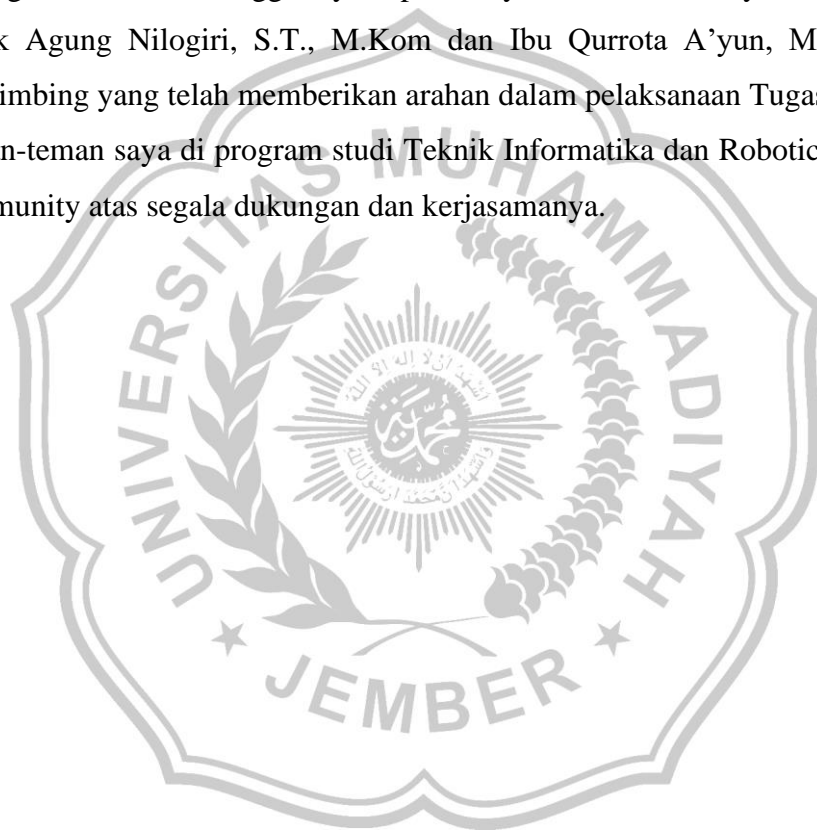 k Agung Nilogiri, S.T., M.Kom dan Ibu Qurrota A’yun, M
imbing yang telah memberikan arahan dalam pelaksanaan Tugas
n-teman saya di program studi Teknik Informatika dan Robotic
munity atas segala dukungan dan kerjasamanya.
UNIVERSITAS MUHAMMADIYAH
JEMBER